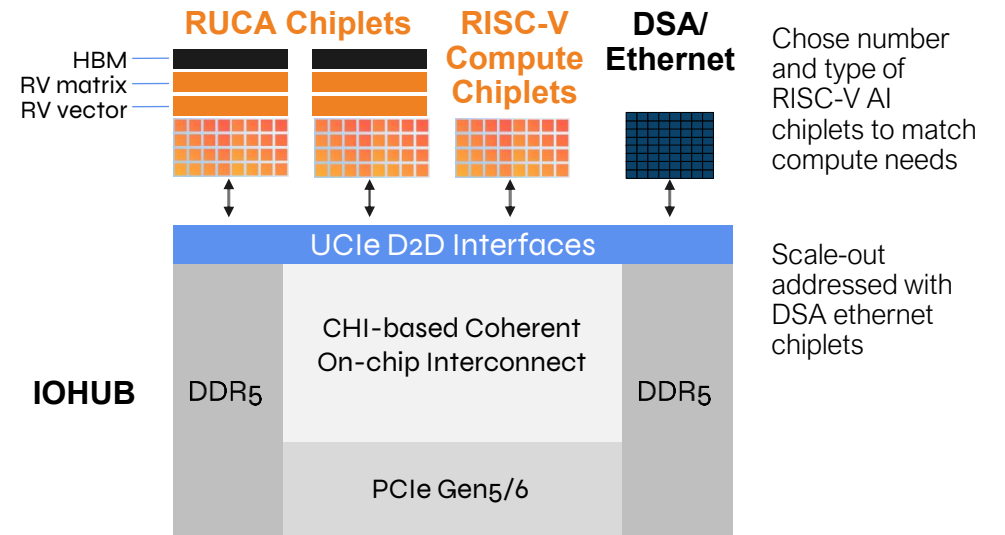 RUCA Chiplets
HBM
RV matrix
RV vector
RISC-V
Compute
Chiplets
DSA/
Ethernet
Chose number
and type of
RISC-V AI
chiplets to match
compute needs
UCIe D2D Interfaces
Scale-out
addressed with
DSA ethernet
chiplets
IOHUB
DDR5
CHI-based Coherent
On-chip Interconnect
DDR5
PCIe Gen5/6